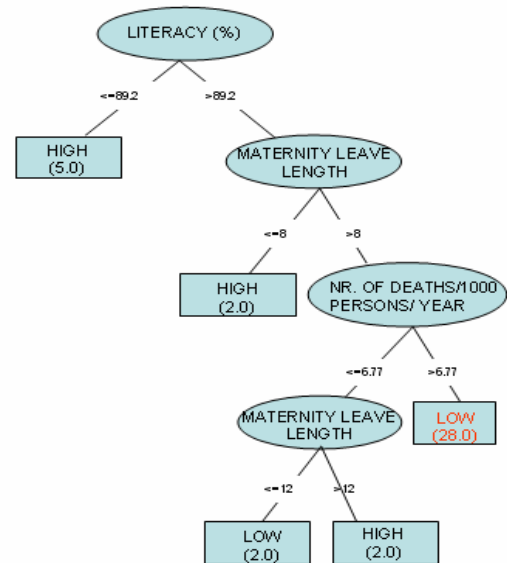 LITERACY (%)
<=89.2
>89.2
HIGH
(5.0)
MATERNITY LEAVE
LENGTH
<=8
>8
HIGH
(2.0)
NR. OF DEATHS/1000
PERSONS/ YEAR
<=6.77
>6.77
MATERNITY LEAVE
LENGTH
LOW
(28.0)
<=12
>12
LOW
(2.0)
HIGH
(2.0)